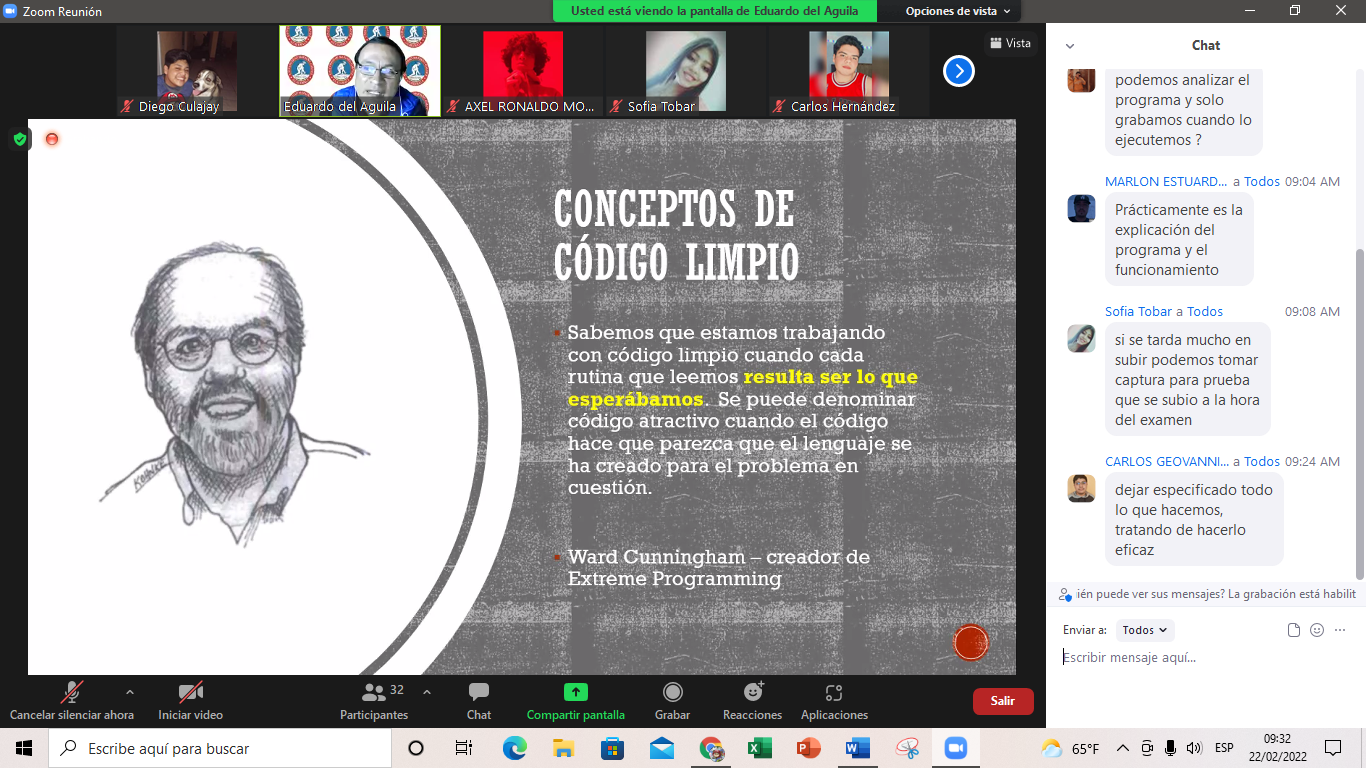 Zoom Reunión
Usted está viendo la pantalla de Eduardo del Aguila
Opciones de vista
Diego Culajay
Eduardo del Aguila
AXEL RONALDO MO...
Sofia Tobar
Carlos Hernández
Vista
CONCEPTOS DE
CÓDIGO LIMPIO
Sabemos que estamos trabajando
con código limpio cuando cada
rutina que leemos resulta ser lo que
esperábamos. Se puede denominar
código atractivo cuando el código
hace que parezca que el lenguaje se
ha creado para el problema en
cuestión.
Ward Cunningham – creador de
Extreme Programming
Chat
podemos analizar el
programa y solo
grabamos cuando lo
ejecutemos ?
MARLON ESTUARD... a Todos 09:04 AM
Prácticamente es la
explicación del
programa y el
funcionamiento
Sofia Tobar a Todos 09:08 AM
si se tarda mucho en
subir podemos tomar
captura para prueba
que se subio a la hora
del examen
CARLOS GEOVANNI... a Todos 09:24 AM
dejar especificado todo
lo que hacemos,
tratando de hacerlo
eficaz
ién puede ver sus mensajes? La grabación está habilit
Enviar a: Todos
Escribir mensaje aquí...
Cancelar silenciar ahora
Iniciar video
32
Participantes
Chat
Compartir pantalla
Grabar
Reacciones
Aplicaciones
Salir
Escribe aquí para buscar
65°F
ESP
09:32
22/02/2022